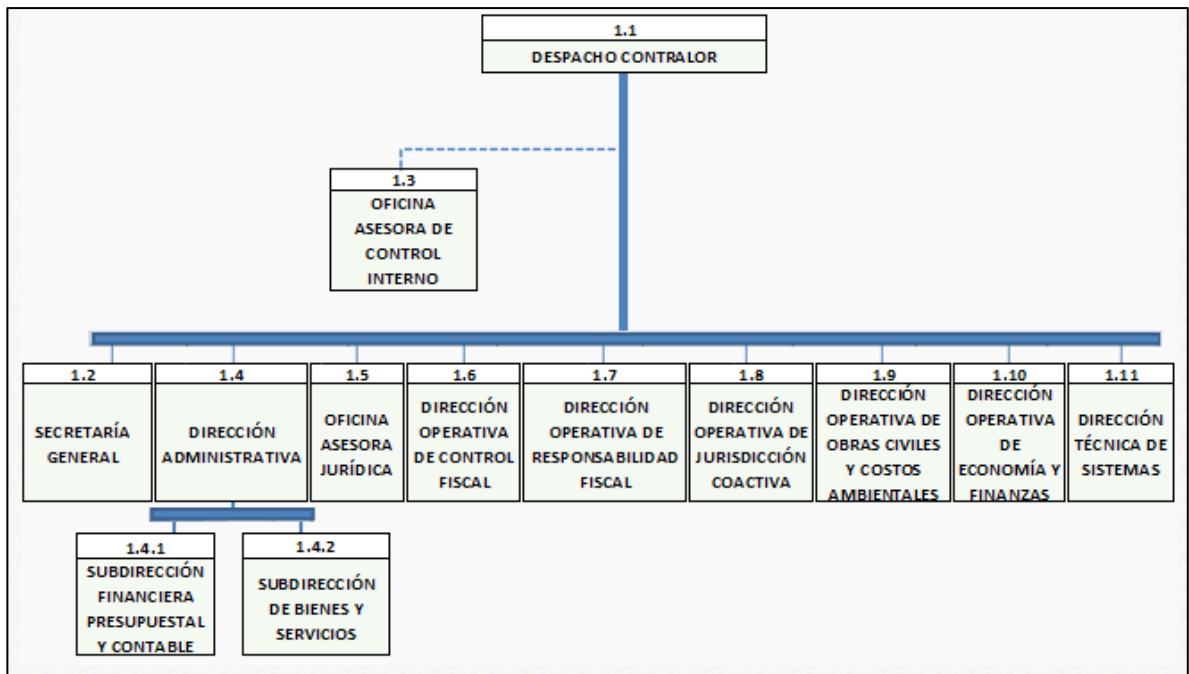 1.1
DESPACHO CONTRALOR
1.3
OFICINA
ASESORA DE
CONTROL
INTERNO
1.2
SECRETARÍA
GENERAL
1.4
DIRECCIÓN
ADMINISTRATIVA
1.5
OFICINA
ASESORA
JURÍDICA
1.6
DIRECCIÓN
OPERATIVA
DE CONTROL
FISCAL
1.7
DIRECCIÓN
OPERATIVA DE
RESPONSABILIDAD
FISCAL
1.8
DIRECCIÓN
OPERATIVA DE
JURISDICCIÓN
COACTIVA
1.9
DIRECCIÓN
OPERATIVA DE
OBRAS CIVILES
Y COSTOS
AMBIENTALES
1.10
DIRECCIÓN
OPERATIVA
DE
ECONOMÍA Y
FINANZAS
1.11
DIRECCIÓN
TÉCNICA DE
SISTEMAS
1.4.1
SUBDIRECCIÓN
FINANCIERA
PRESUPUESTAL
Y CONTABLE
1.4.2
SUBDIRECCIÓN
DE BIENES Y
SERVICIOS